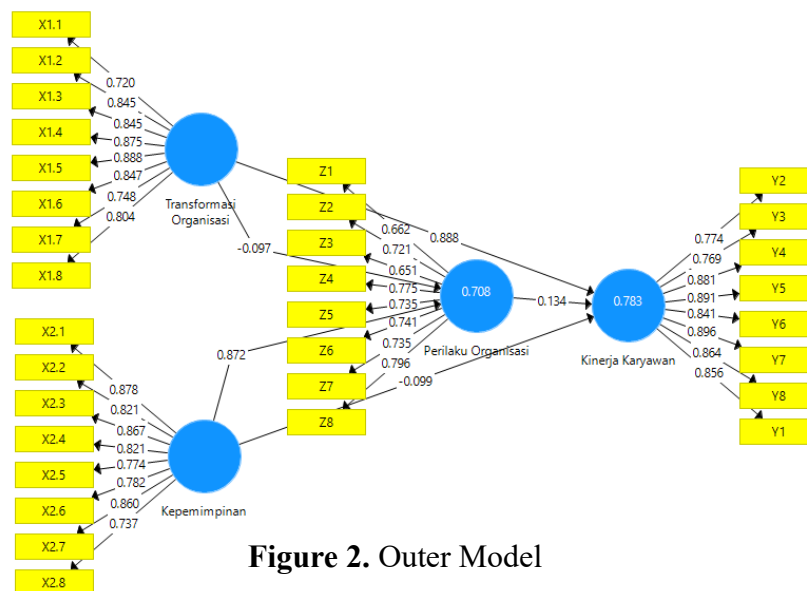 X1.1
X1.2
X1.3
X1.4
X1.5
X1.6
X1.7
X1.8
0.720
0.845
0.845
0.875
0.888
0.847
0.748
0.804
Transformasi
Organisasi
-0.097
0.888
X2.1
X2.2
X2.3
X2.4
X2.5
X2.6
X2.7
X2.8
0.878
0.821
0.867
0.821
0.774
0.782
0.860
0.737
Kepemimpinan
0.872
-0.099
Z1
Z2
Z3
Z4
Z5
Z6
Z7
Z8
0.662
0.721
0.651
0.775
0.735
0.741
0.735
0.796
0.708
Perilaku Organisasi
0.134
0.783
Kinerja Karyawan
0.774
0.769
0.881
0.891
0.841
0.896
0.864
0.856
Y2
Y3
Y4
Y5
Y6
Y7
Y8
Y1
Figure 2. Outer Model